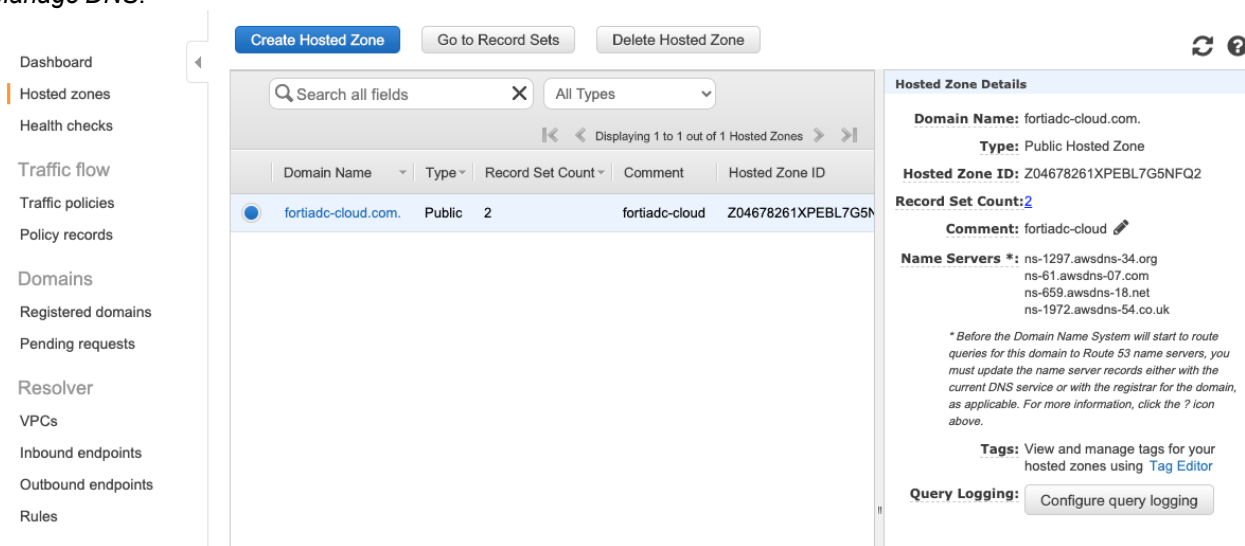 Manage DNS.
Create Hosted Zone Go to Record Sets Delete Hosted Zone
Dashboard
Hosted zones
Health checks
Traffic flow
Traffic policies
Policy records
Domains
Registered domains
Pending requests
Resolver
VPCs
Inbound endpoints
Outbound endpoints
Rules
Search all fields All Types
Displaying 1 to 1 out of 1 Hosted Zones
Domain Name Type Record Set Count Comment Hosted Zone ID
fortiadc-cloud.com. Public 2 fortiadc-cloud Z04678261XPEBL7G5N
Hosted Zone Details
Domain Name: fortiadc-cloud.com.
Type: Public Hosted Zone
Hosted Zone ID: Z04678261XPEBL7G5NFQ2
Record Set Count: 2
Comment: fortiadc-cloud
Name Servers *: ns-1297.awsdns-34.org
ns-61.awsdns-07.com
ns-659.awsdns-18.net
ns-1972.awsdns-54.co.uk
* Before the Domain Name System will start to route
queries for this domain to Route 53 name servers, you
must update the name server records either with the
current DNS service or with the registrar for the domain,
as applicable. For more information, click the ? icon
above.
Tags: View and manage tags for your
hosted zones using Tag Editor
Query Logging: Configure query logging